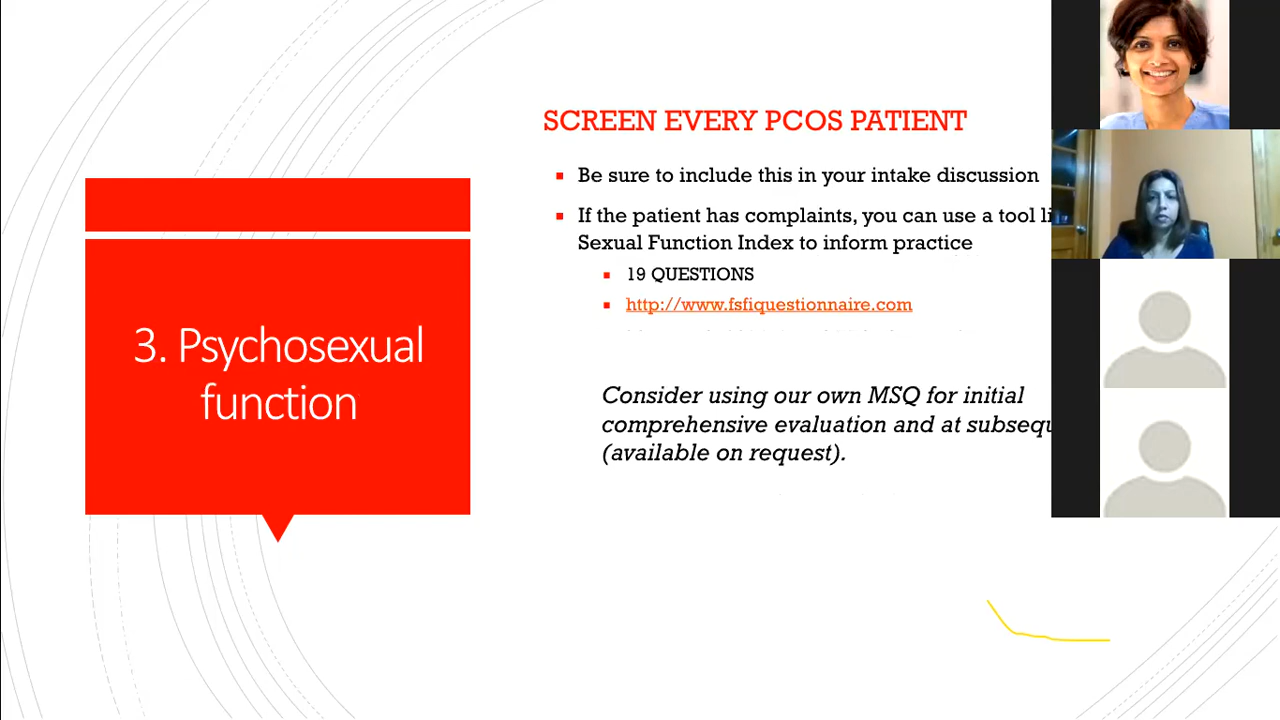 3. Psychosexual
function
SCREEN EVERY PCOS PATIENT
Be sure to include this in your intake discussion
If the patient has complaints, you can use a tool
Sexual Function Index to inform practice
19 QUESTIONS
http://www.fsfiquestionnaire.com
Consider using our own MSQ for initial
comprehensive evaluation and at
(available on request).